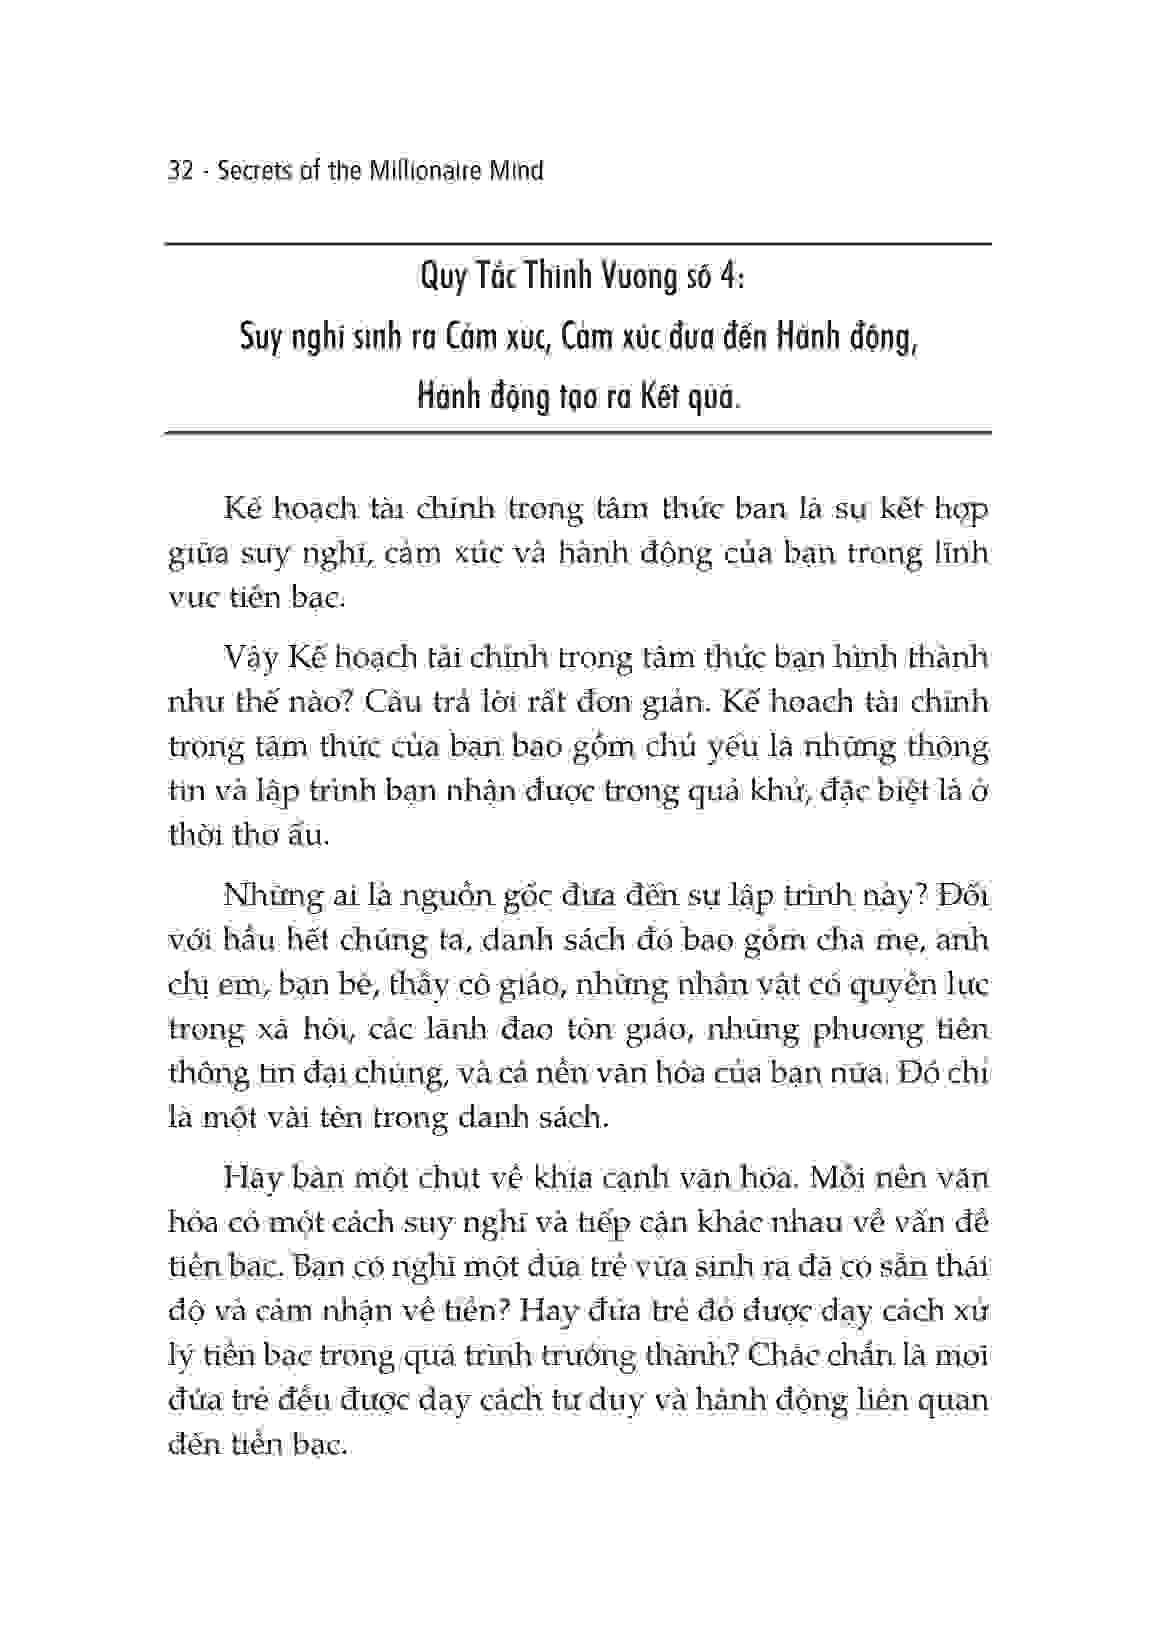 32 - Secrets of the Millionaire Mind
Quy Tắc Thịnh Vượng số 4:
Suy nghĩ sinh ra Cảm xúc, Cảm xúc đưa đến Hành động,
Hành động tạo ra Kết quả.
Kế hoạch tài chính trong tâm thức bạn là sự kết hợp
giữa suy nghĩ, cảm xúc và hành động của bạn trong lĩnh
vực tiền bạc.
Vậy Kế hoạch tài chính trong tâm thức bạn hình thành
như thế nào? Câu trả lời rất đơn giản. Kế hoạch tài chính
trong tâm thức của bạn bao gồm chủ yếu là những thông
tin và lập trình bạn nhận được trong quá khứ, đặc biệt là ở
thời thơ ấu.
Những ai là nguồn gốc đưa đến sự lập trình này? Đối
với hầu hết chúng ta, danh sách đó bao gồm cha mẹ, anh
chị em, bạn bè, thầy cô giáo, những nhân vật có quyền lực
trong xã hội, các lãnh đạo tôn giáo, những phương tiện
thông tin đại chúng, và cả nền văn hóa của bạn nữa. Đó chỉ
là một vài tên trong danh sách.
Hãy bàn một chút về khía cạnh văn hóa. Mỗi nền văn
hóa có một cách suy nghĩ và tiếp cận khác nhau về vấn đề
tiền bạc. Bạn có nghĩ một đứa trẻ vừa sinh ra đã có sẵn thái
độ và cảm nhận về tiền? Hay đứa trẻ đó được dạy cách xử
lý tiền bạc trong quá trình trưởng thành? Chắc chắn là mọi
đứa trẻ đều được dạy cách tư duy và hành động liên quan
đến tiền bạc.